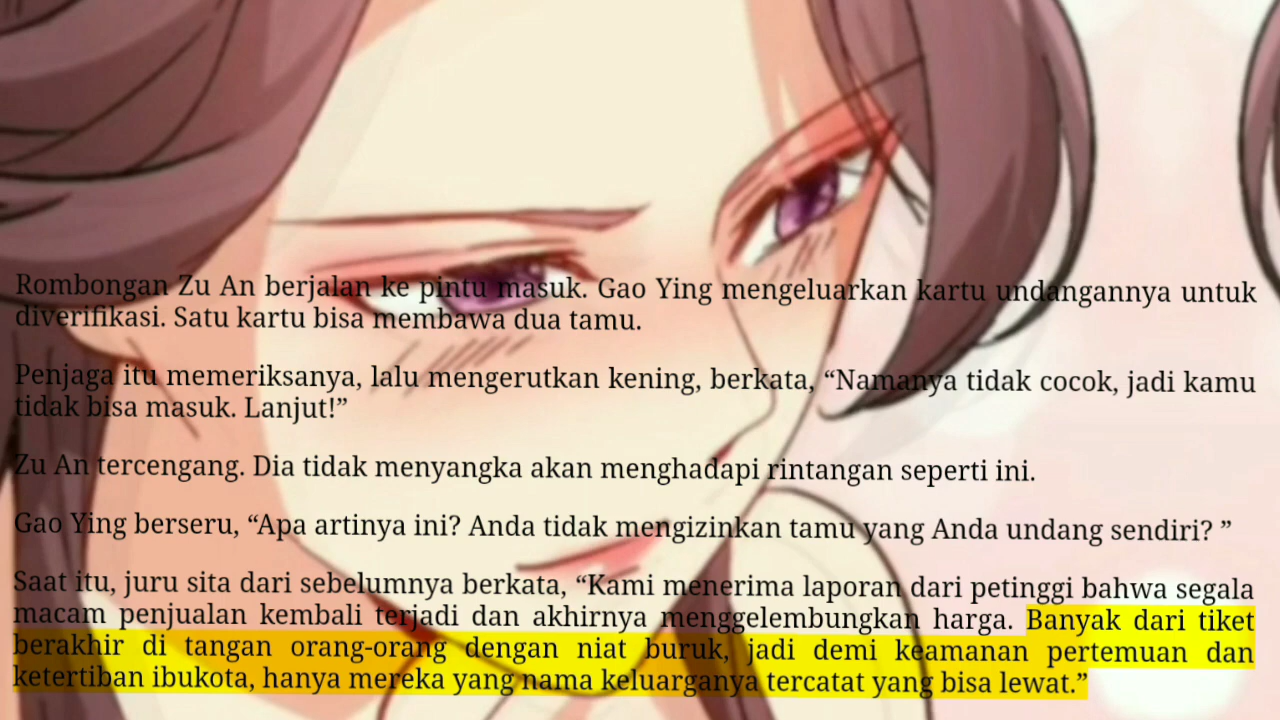 Rombongan Zu An berjalan ke pintu masuk. Gao Ying mengeluarkan kartu undangannya untuk
diverifikasi. Satu kartu bisa membawa dua tamu.
Penjaga itu memeriksanya, lalu mengerutkan kening, berkata, “Namanya tidak cocok, jadi kamu
tidak bisa masuk. Lanjut!”
Zu An tercengang. Dia tidak menyangka akan menghadapi rintangan seperti ini.
Gao Ying berseru, “Apa artinya ini? Anda tidak mengizinkan tamu yang Anda undang sendiri? ”
Saat itu, juru sita dari sebelumnya berkata, “Kami menerima laporan dari petinggi bahwa segala
macam penjualan kembali terjadi dan akhirnya menggelembungkan harga. Banyak dari tiket
berakhir di tangan orang-orang dengan niat buruk, jadi demi keamanan pertemuan dan
ketertiban ibukota, hanya mereka yang nama keluarganya tercatat yang bisa lewat.”